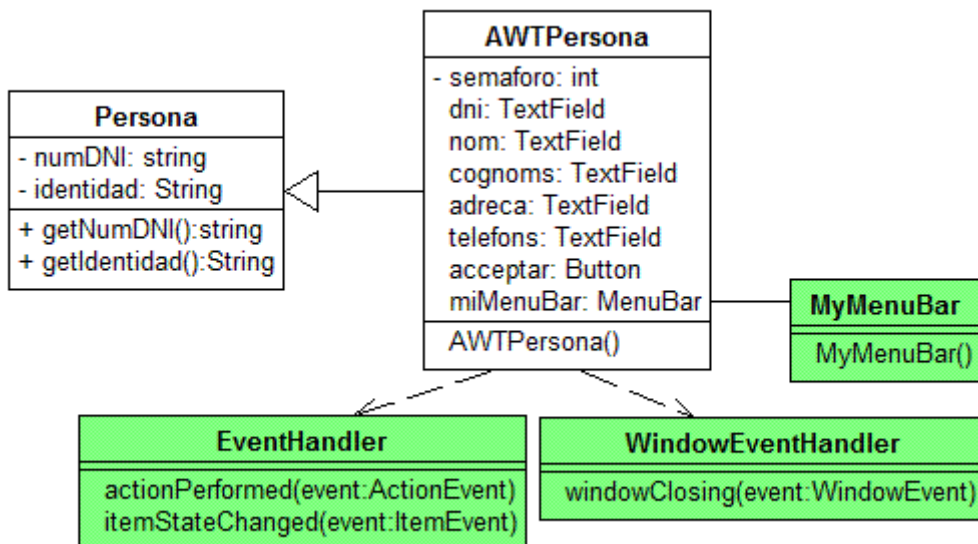 AWTPersona
- semaforo: int
dni: TextField
nom: TextField
cognoms: TextField
adreca: TextField
telefons: TextField
acceptar: Button
miMenuBar: MenuBar
AWTPersona()
Persona
- numDNI: string
- identidad: String
+ getNumDNI():string
+ getIdentidad():String
MyMenuBar
MyMenuBar()
EventHandler
actionPerformed(event:ActionEvent)
itemStateChanged(event:ItemEvent)
WindowEventHandler
windowClosing(event:WindowEvent)